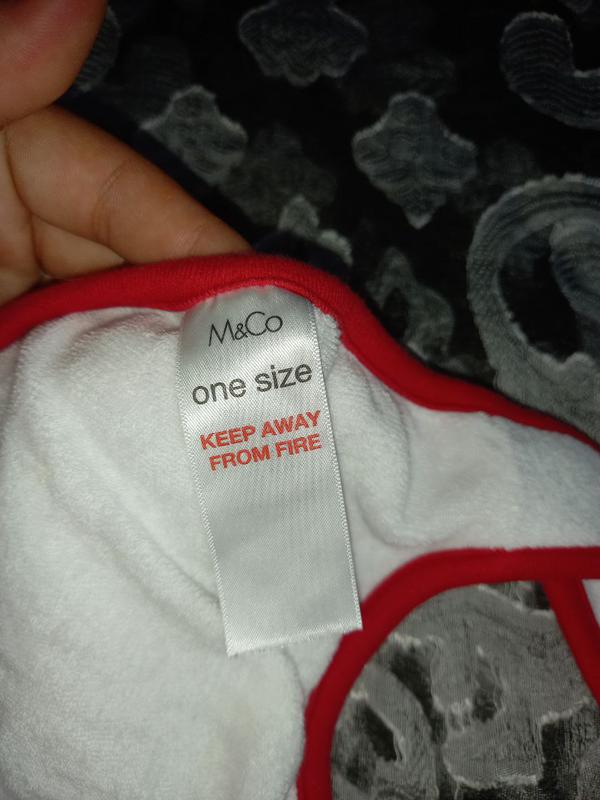 M&Co
one size
KEEP AWAY
FROM FIRE